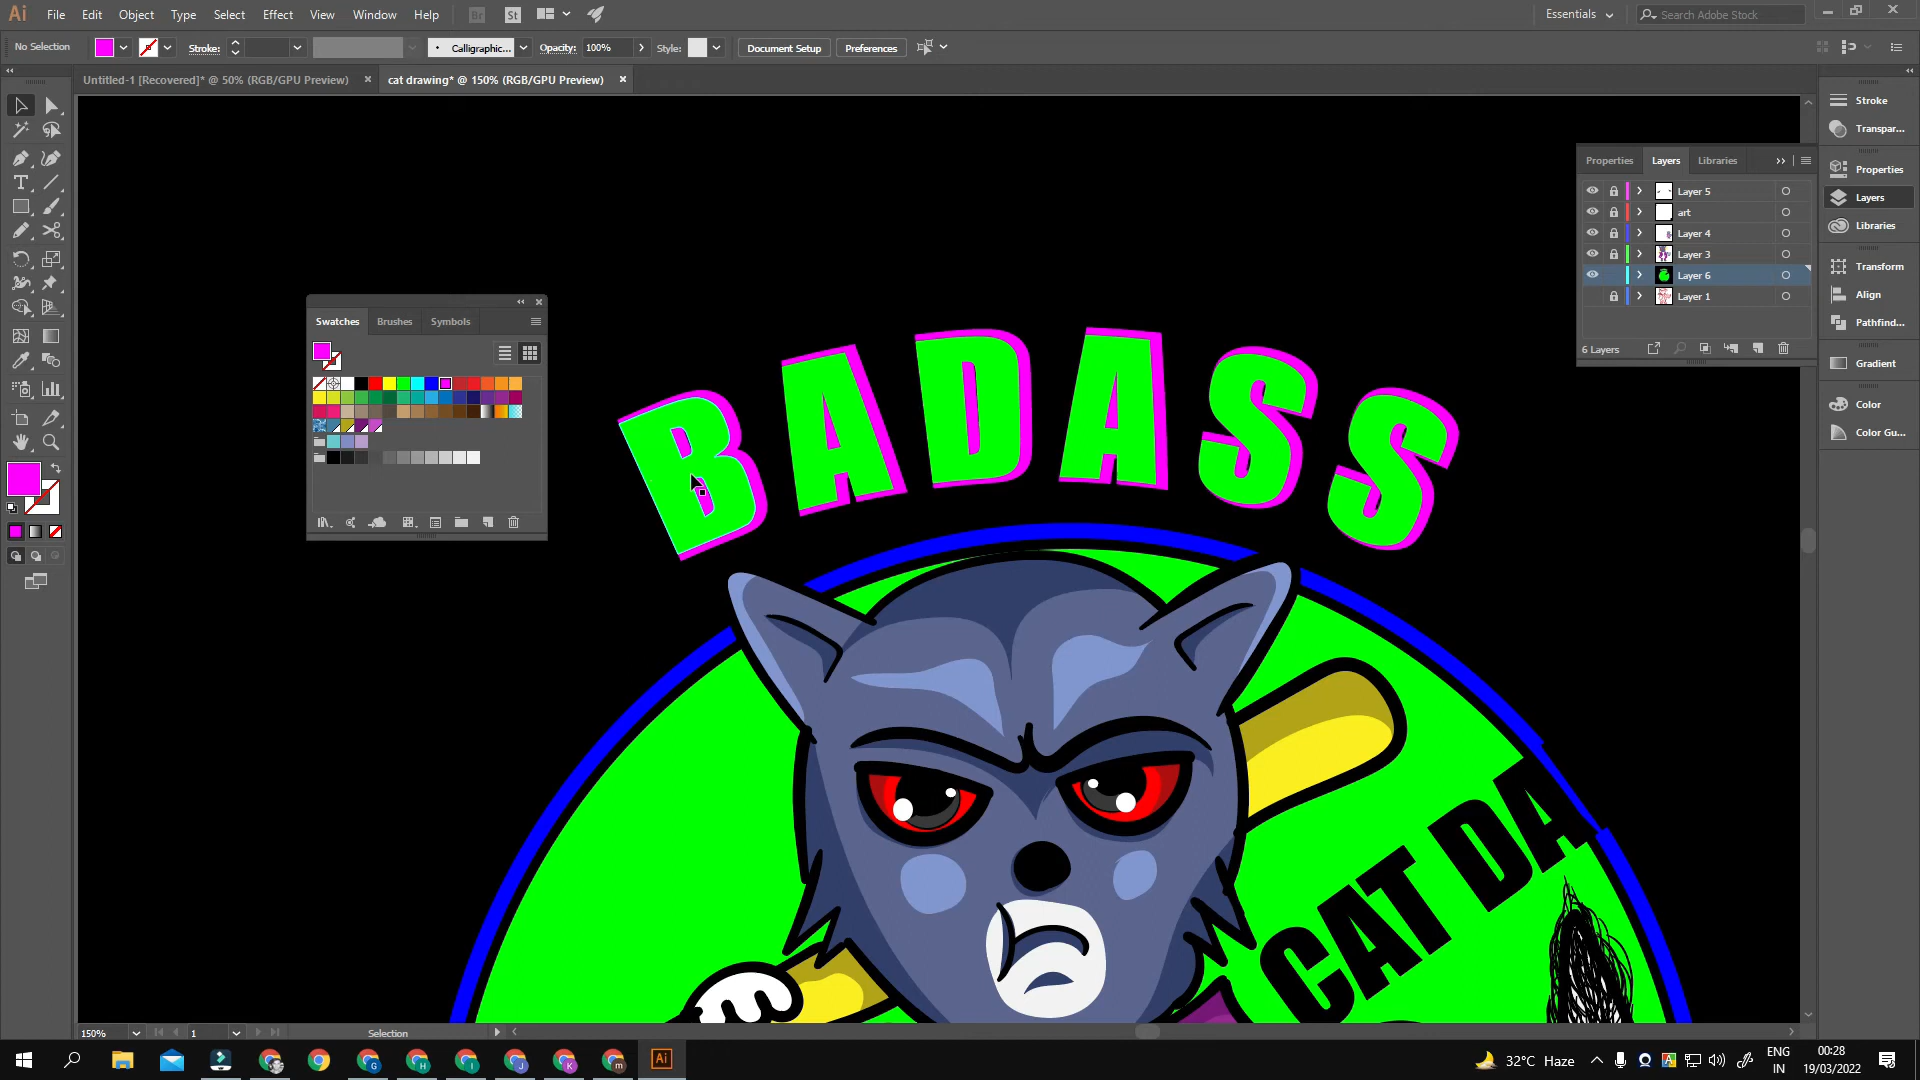 Ai File Edit Object Type Select Effect View Window Help Br St Essentials Search Adobe Stock
No Selection Stroke: Calligraphic... Opacity: 100% Style: Document Setup Preferences
Untitled-1 [Recovered]* @ 50% (RGB/GPU Preview) cat drawing* @ 150% (RGB/GPU Preview)
Properties Layers Libraries
Layer 5
art
Layer 4
Layer 3
Layer 6
Layer 1
6 Layers
Stroke
Transpar...
Properties
Layers
Libraries
Transform
Align
Pathfind...
Gradient
Color
Color Gu...
Swatches Brushes Symbols
BADASS
CAT DA
150% 1 Selection
Ai 32°C Haze ENG 00:28
IN 19/03/2022